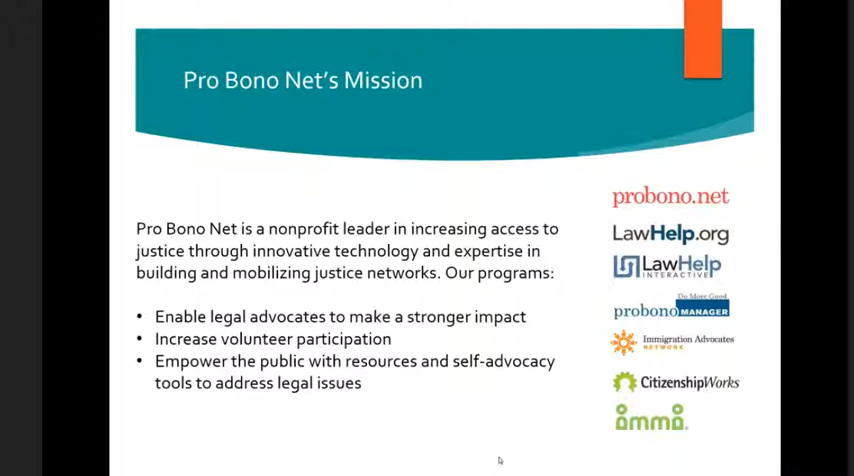 Pro Bono Net's Mission
Pro Bono Net is a nonprofit leader in increasing access to
justice through innovative technology and expertise in
building and mobilizing justice networks. Our programs:
• Enable legal advocates to make a stronger impact
• Increase volunteer participation
• Empower the public with resources and self-advocacy
tools to address legal issues
probono.net
LawHelp.org
LawHelp
INTERACTIVE
Do More Good
probono MANAGER
Immigration Advocates
NETWORK
CitizenshipWorks
immi